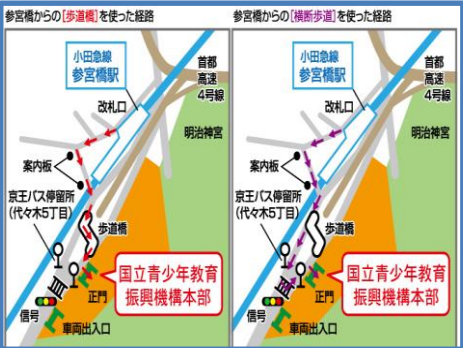 参宮橋からの[歩道橋]を使った経路
小田急線
参宮橋駅
首都
高速
4号線
改札口
明治神宮
案内板
京王バス停留所
(代々木5丁目)
歩道橋
国立青少年教育
振興機構本部
正門
信号
車両出入口
参宮橋からの[横断歩道]を使った経路
小田急線
参宮橋駅
首都
高速
4号線
改札口
明治神宮
案内板
京王バス停留所
(代々木5丁目)
歩道橋
国立青少年教育
振興機構本部
正門
信号
車両出入口